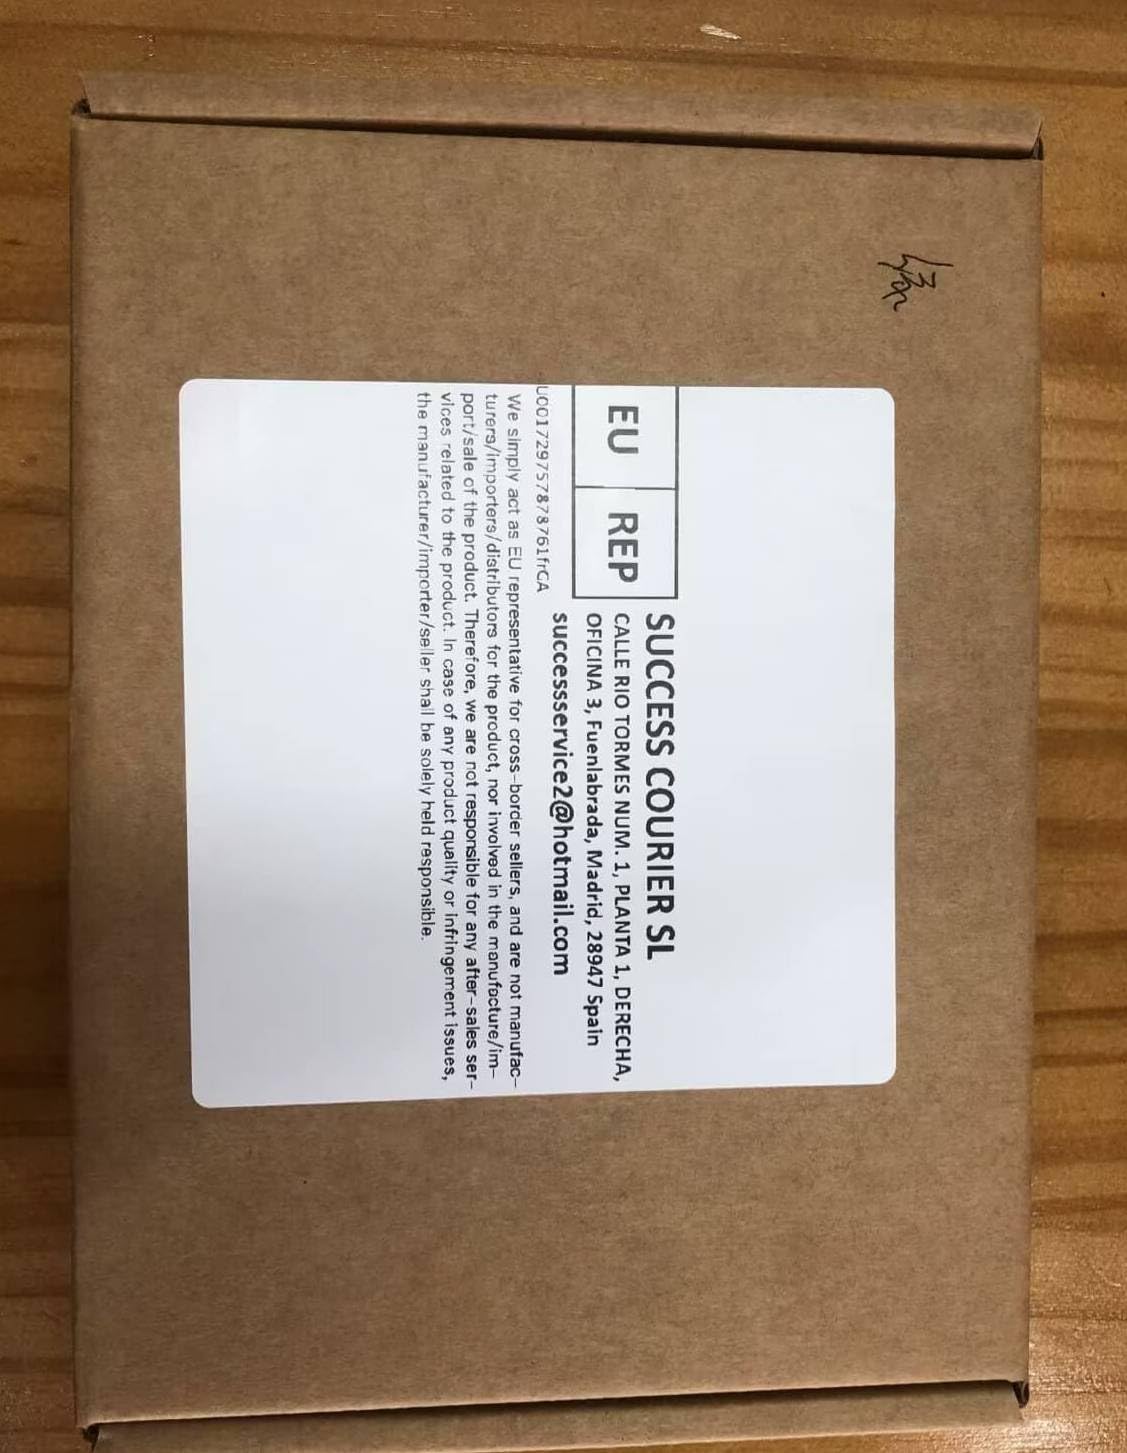 EU REP
SUCCESS COURIER SL
CALLE RIO TORMES NUM. 1, PLANTA 1, DERECHA,
OFICINA 3, Fuenlabrada, Madrid, 28947 Spain
successservice2@hotmail.com
U001729757878761frGA
We simply act as EU representative for cross-border sellers, and are not manufac-
turers/importers/distributors for the product, nor involved in the manufacture/im-
port/sale of the product. Therefore, we are not responsible for any after-sales ser-
vices related to the product. In case of any product quality or infringement issues,
the manufacturer/importer/seller shall be solely held responsible.